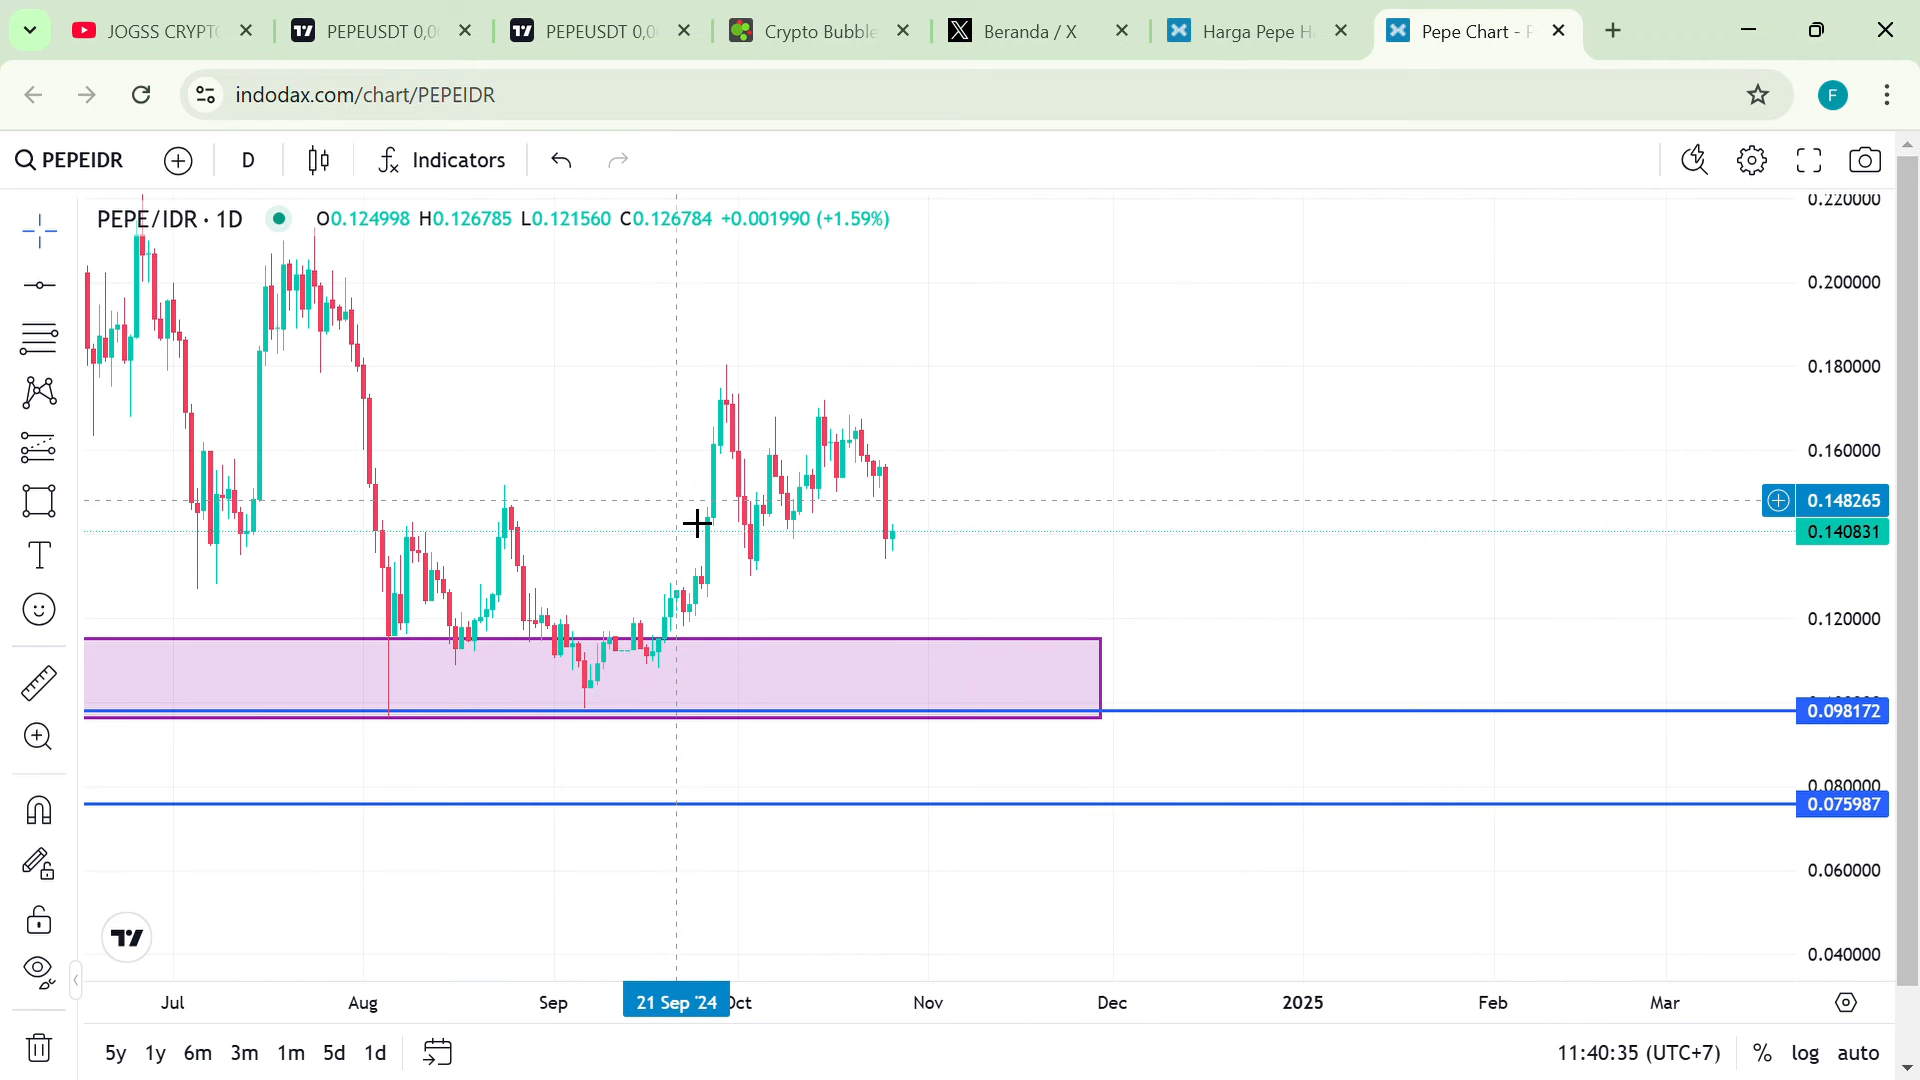 JOGSS CRYPTO
PEPEUSDT 0,0
PEPEUSDT 0,0
Crypto Bubble
Beranda / X
Harga Pepe H
Pepe Chart - P
indodax.com/chart/PEPEIDR
F
PEPEIDR
D
Indicators
PEPE/IDR · 1D
O0.124998 H0.126785 L0.121560 C0.126784 +0.001990 (+1.59%)
0.220000
0.200000
0.180000
0.160000
0.148265
0.140831
0.120000
0.098172
0.080000
0.075987
0.060000
0.040000
Jul
Aug
Sep
21 Sep '24
Oct
Nov
Dec
2025
Feb
Mar
5y 1y 6m 3m 1m 5d 1d
11:40:35 (UTC+7)
% log auto